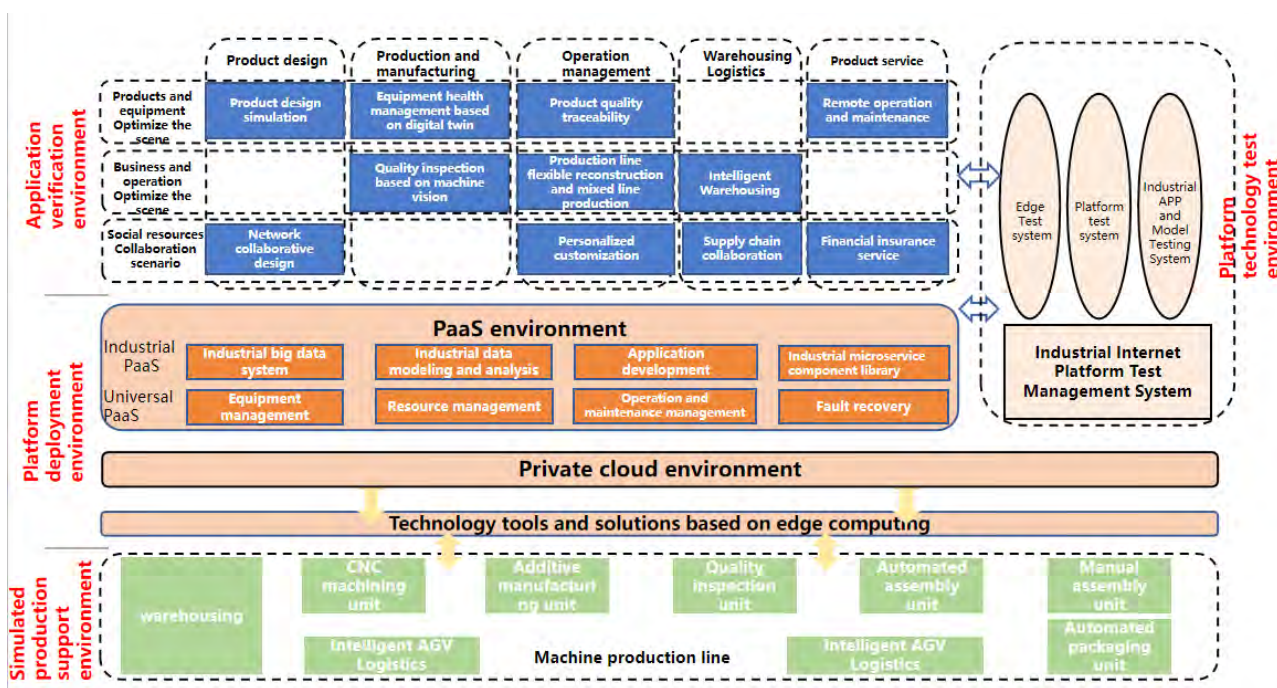 Application
verification
environment
Product design
Production and
manufacturing
Operation
management
Warehousing
Logistics
Product service
Products and
equipment
Optimize the
scene
Product design
simulation
Equipment health
management based
on digital twin
Product quality
traceability
Remote operation
and maintenance
Business and
operation
Optimize the
scene
Quality inspection
based on machine
vision
Production line
flexible reconstruction
and mixed line
production
Intelligent
Warehousing
Social resources
Collaboration
scenario
Network
collaborative
design
Personalized
customization
Supply chain
collaboration
Financial insurance
service
Platform
technology test
environment
Edge
Test
system
Platform
test
system
Industrial
APP
and
Model
Testing
System
Industrial Internet
Platform Test
Management System
Platform
deployment
environment
PaaS environment
Industrial
PaaS
Industrial big data
system
Industrial data
modeling and analysis
Application
development
Industrial microservice
component library
Universal
PaaS
Equipment
management
Resource management
Operation and
maintenance management
Fault recovery
Private cloud environment
Technology tools and solutions based on edge computing
Simulated
production
support
environment
warehousing
CNC
machining
unit
Additive
manufacturi
ng unit
Quality
inspection
unit
Automated
assembly
unit
Manual
assembly
unit
Intelligent AGV
Logistics
Machine production line
Intelligent AGV
Logistics
Automated
packaging
unit